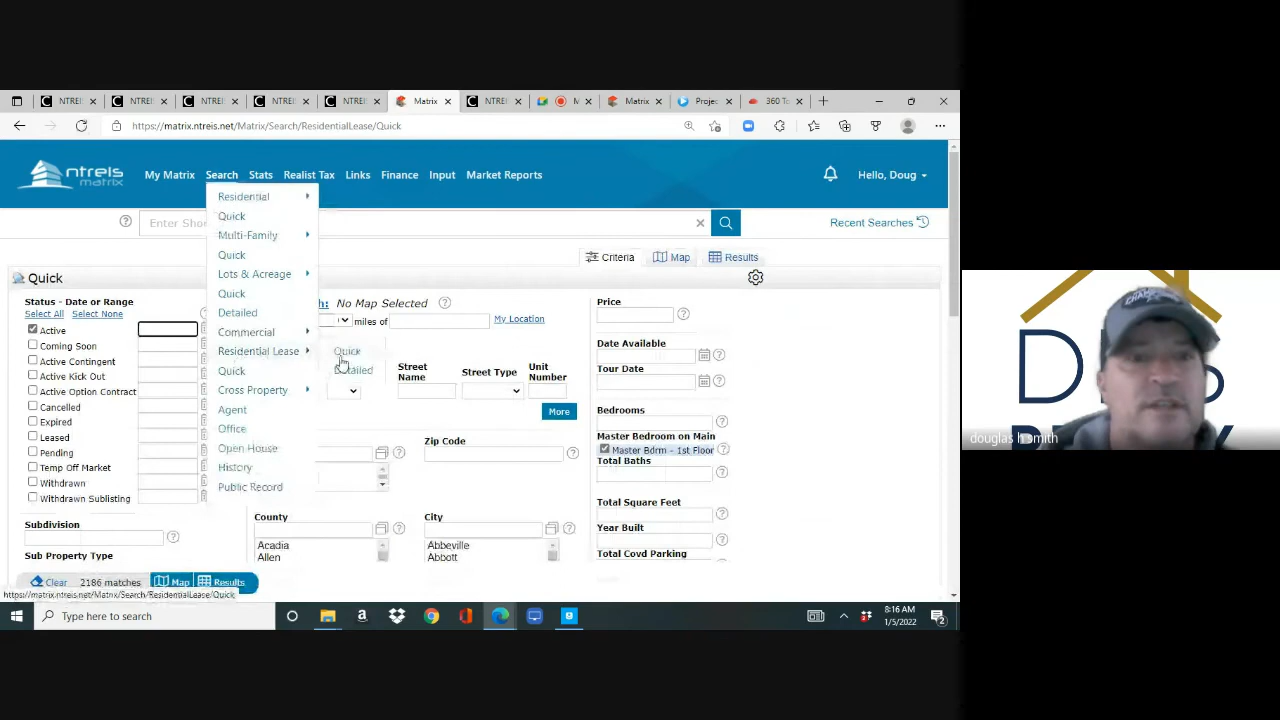 NTREI
NTREI
NTREI
NTREI
NTREI
Matrix
NTREI
M
Matrix
Projec
360 To
https://matrix.ntreis.net/Matrix/Search/ResidentialLease/Quick
ntreis
matrix
My Matrix Search Stats Realist Tax Links Finance Input Market Reports
Hello, Doug
Residential
Quick
Multi-Family
Quick
Lots & Acreage
Quick
Detailed
Commercial
Residential Lease
Quick
Cross Property
Agent
Office
Open House
History
Public Record
Quick
Detailed
Enter Sho
Recent Searches
Criteria Map Results
Quick
Status - Date or Range
Select All Select None
Active
Coming Soon
Active Contingent
Active Kick Out
Active Option Contract
Cancelled
Expired
Leased
Pending
Temp Off Market
Withdrawn
Withdrawn Sublisting
Subdivision
Sub Property Type
No Map Selected
miles of
My Location
Street Name
Street Type
Unit Number
More
Zip Code
County
Acadia
Allen
City
Abbeville
Abbott
Price
Date Available
Tour Date
Bedrooms
Master Bedroom on Main
Master Bdrm - 1st Floor
Total Baths
Total Square Feet
Year Built
Total Covd Parking
Clear 2186 matches Map Results
https://matrix.ntreis.net/Matrix/Search/ResidentialLease/Quick
Type here to search
8:16 AM
1/5/2022
2
D
douglas h smith